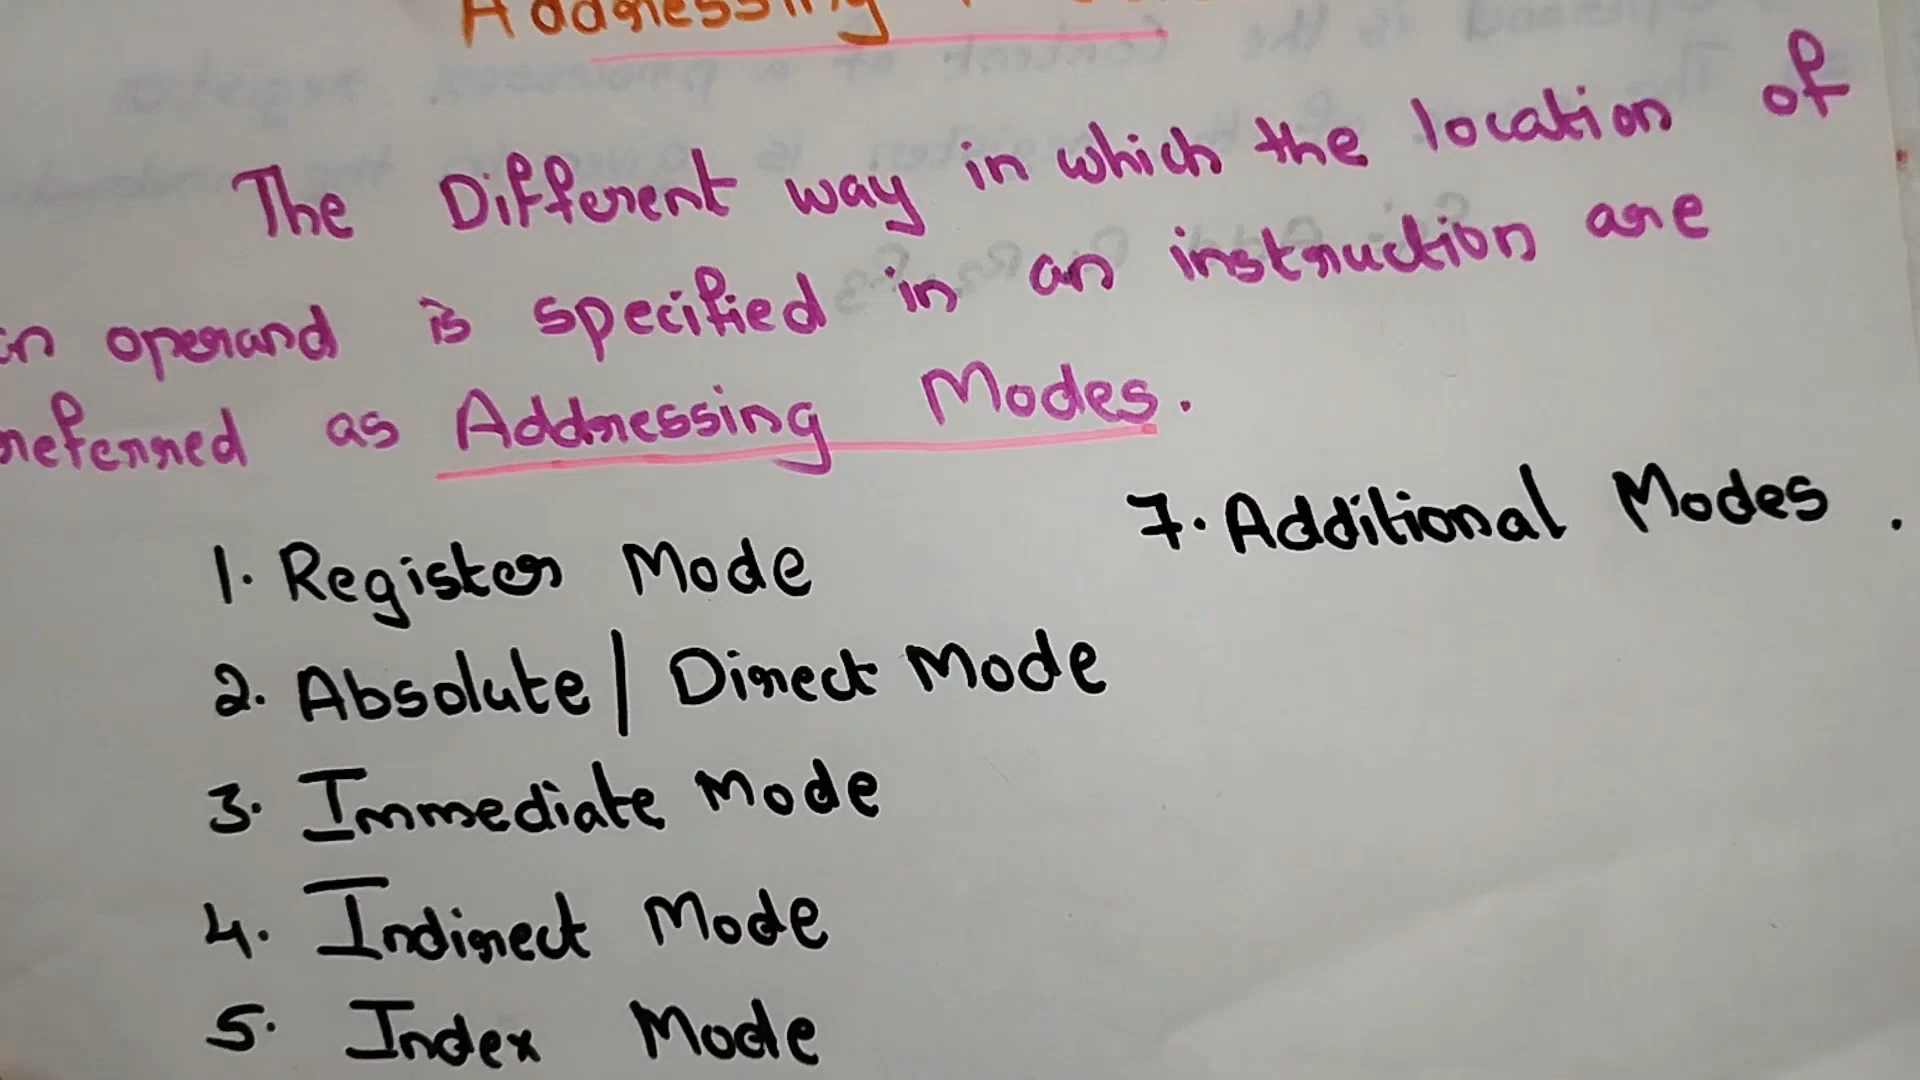 Addressing
The Different way in which the location of
an operand is specified in an instruction are
referred as Addressing Modes.
1. Register Mode
7. Additional Modes.
2. Absolute / Direct Mode
3. Immediate Mode
4. Indirect Mode
5. Index Mode